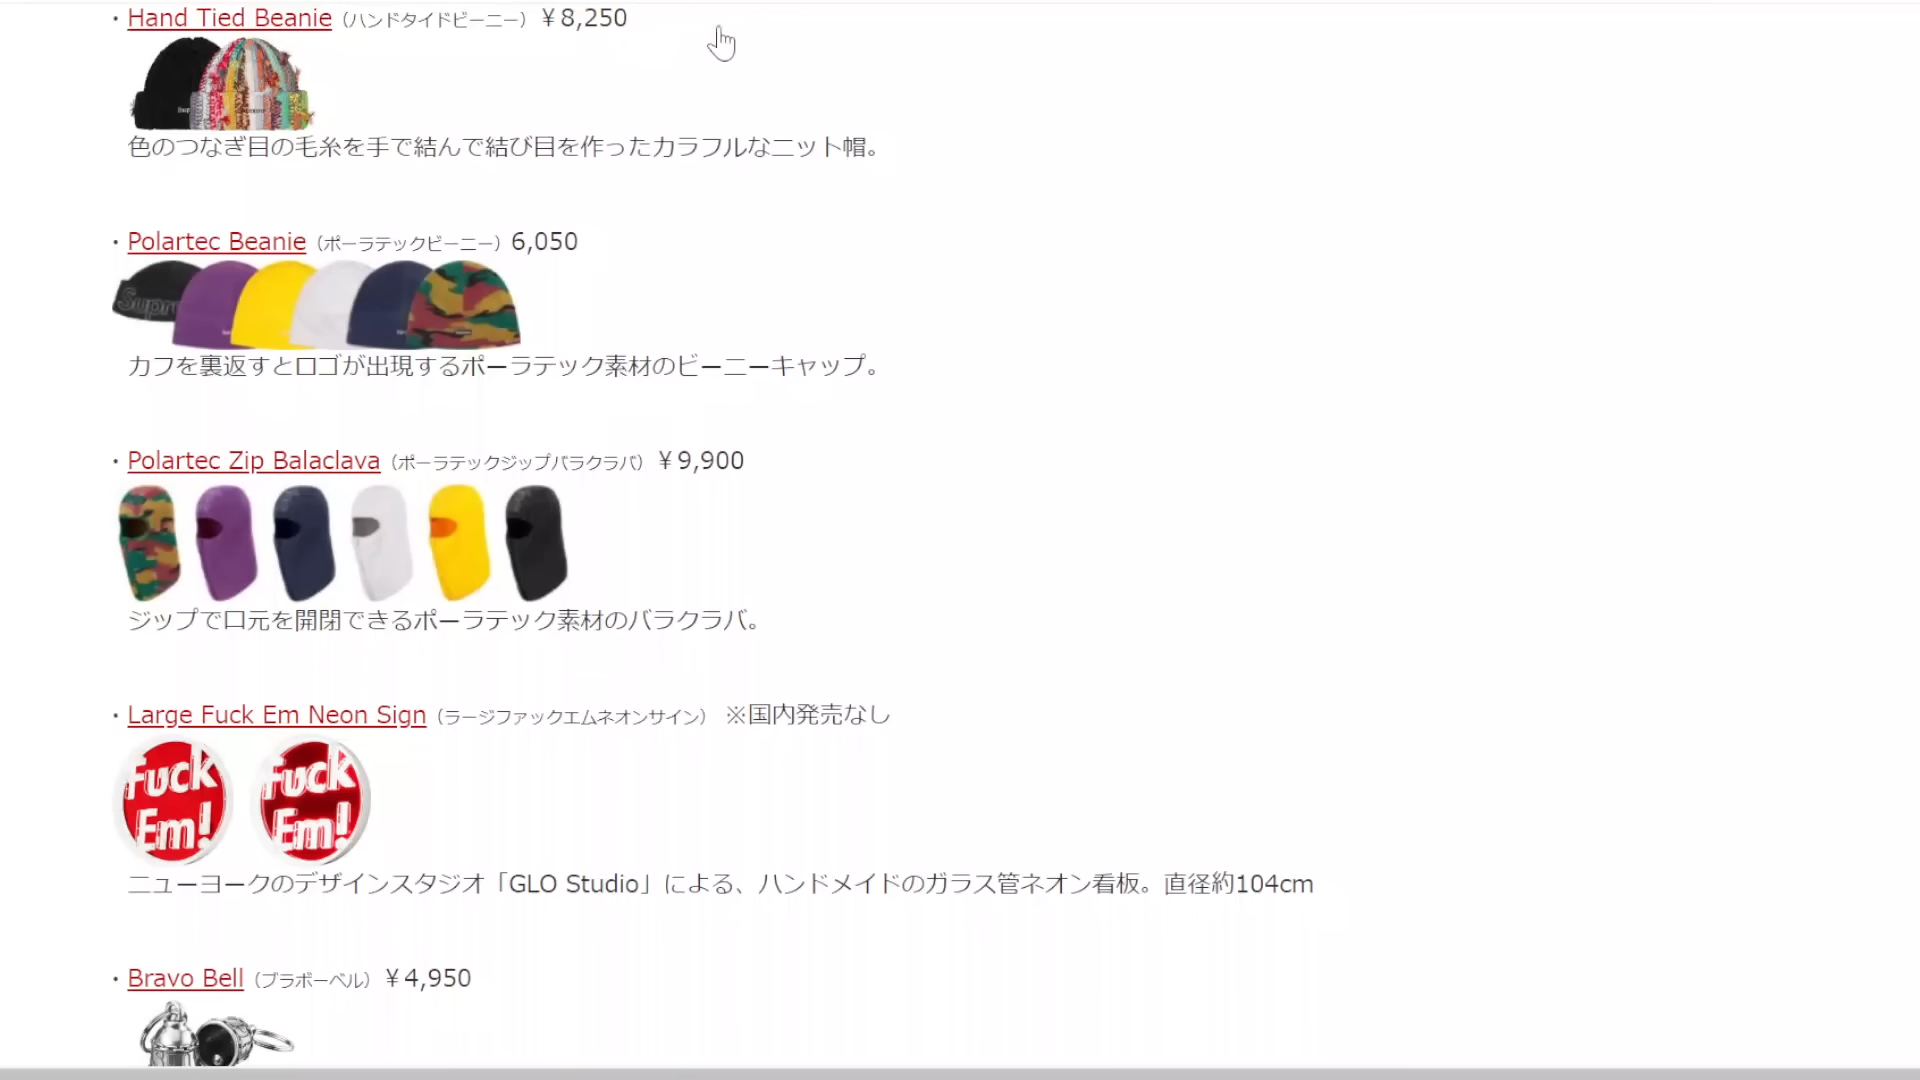 ・Hand Tied Beanie（ハンドタイドビーニー）￥8,250
色のつなぎ目の毛糸を手で結んで結び目を作ったカラフルなニット帽。
・Polartec Beanie（ポーラテックビーニー）6,050
カフを裏返すとロゴが出現するポーラテック素材のビーニーキャップ。
・Polartec Zip Balaclava（ポーラテックジップバラクラバ）￥9,900
ジップで口元を開閉できるポーラテック素材のバラクラバ。
・Large Fuck Em Neon Sign（ラージファックエムネオンサイン） ※国内発売なし
Fuck Em!
Fuck Em!
ニューヨークのデザインスタジオ「GLO Studio」による、ハンドメイドのガラス管ネオン看板。直径約104cm
・Bravo Bell（ブラボーベル）￥4,950